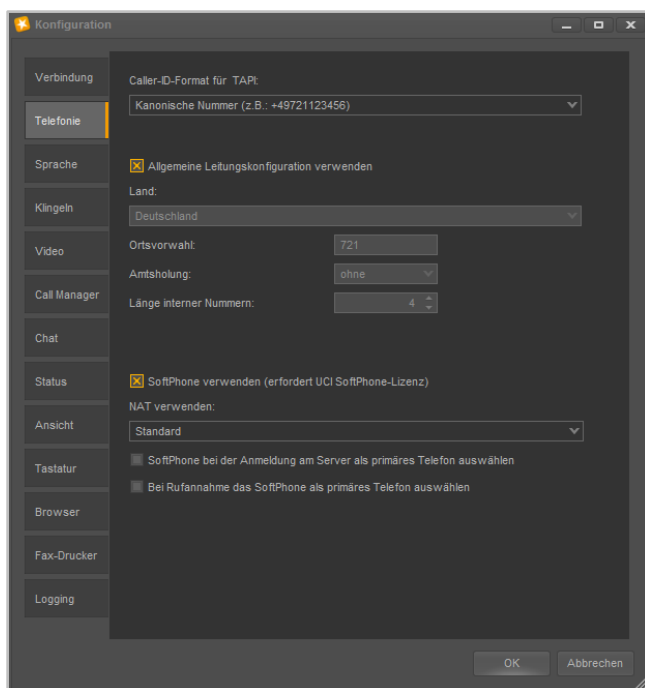 Konfiguration
Verbindung
Telefonie
Sprache
Klingeln
Video
Call Manager
Chat
Status
Ansicht
Tastatur
Browser
Fax-Drucker
Logging
Caller-ID-Format für TAPI:
Kanonische Nummer (z.B.: +49721123456)
Allgemeine Leitungskonfiguration verwenden
Land:
Deutschland
Ortsvorwahl: 721
Amtsholung: ohne
Länge interner Nummern: 4
SoftPhone verwenden (erfordert UCI SoftPhone-Lizenz)
NAT verwenden:
Standard
SoftPhone bei der Anmeldung am Server als primäres Telefon auswählen
Bei Rufannahme das SoftPhone als primäres Telefon auswählen
OK Abbrechen